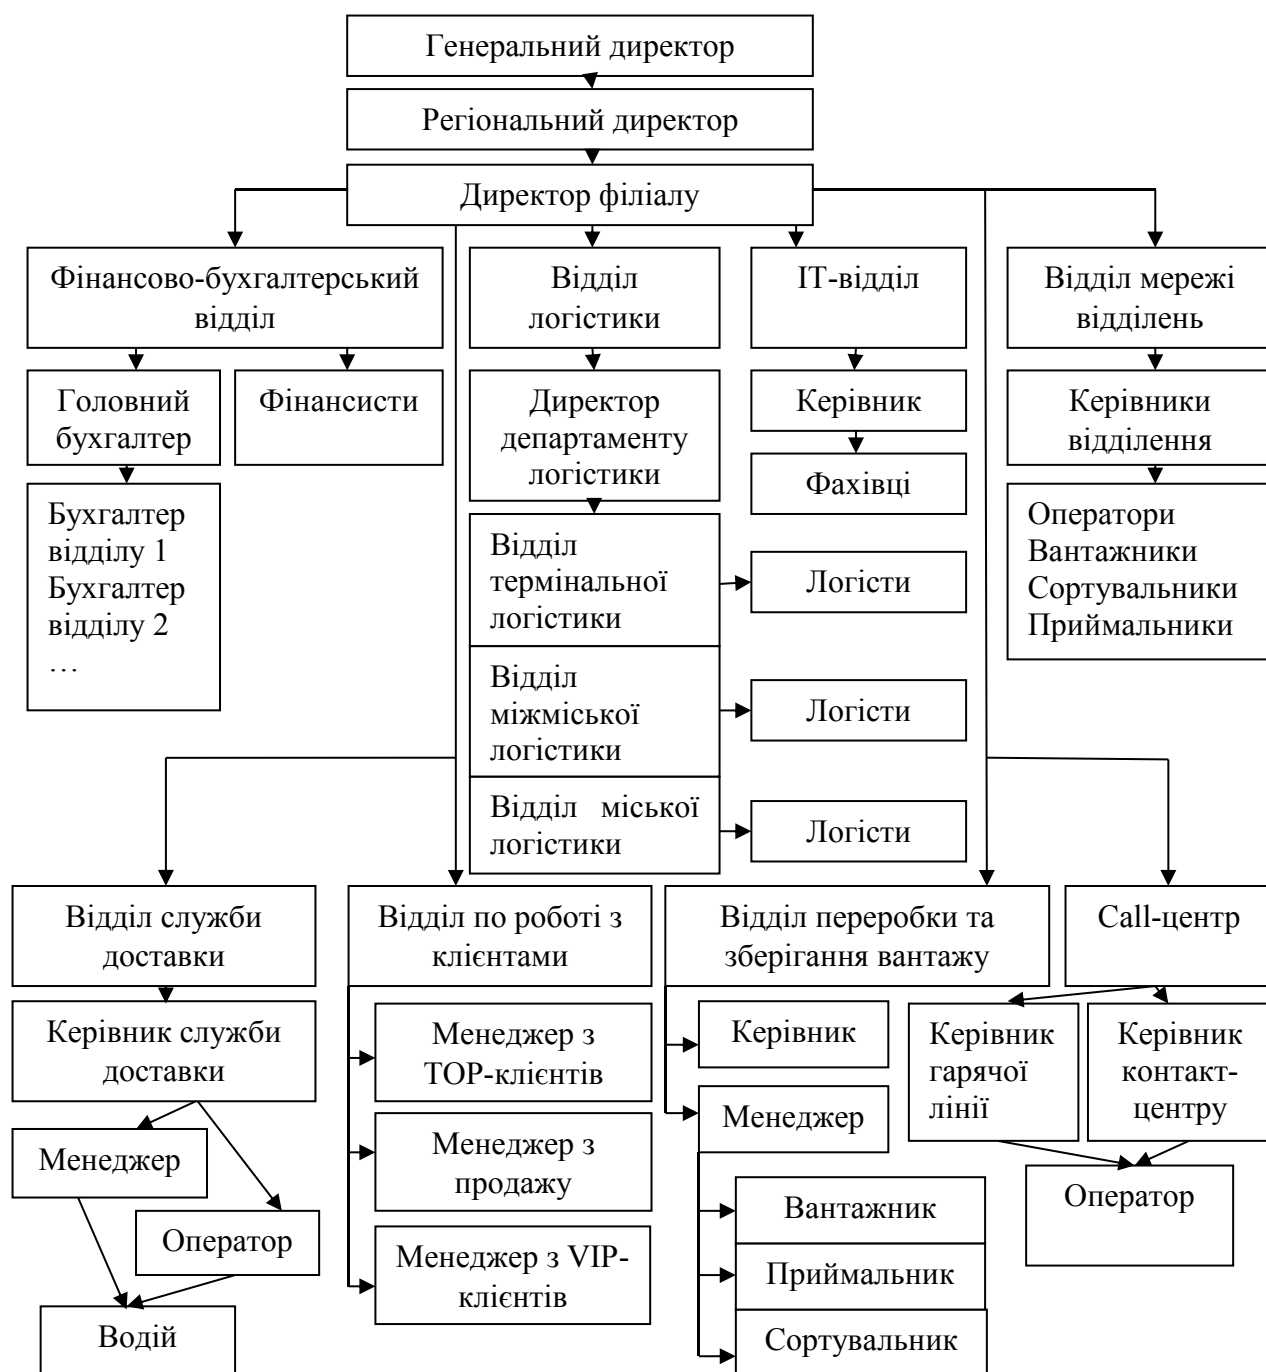 Генеральний директор
Регіональний директор
Директор філіалу
Фінансово-бухгалтерський
відділ
Відділ
логістики
ІТ-відділ
Відділ мережі
відділень
Головний
бухгалтер
Фінансисти
Директор
департаменту
логістики
Керівник
Керівники
відділення
Фахівці
Бухгалтер
відділу 1
Бухгалтер
відділу 2
…
Відділ
термінальної
логістики
Логісти
Оператори
Вантажники
Сортувальники
Приймальники
Відділ
міжміської
логістики
Логісти
Відділ міської
логістики
Логісти
Відділ служби
доставки
Відділ по роботі з
клієнтами
Відділ переробки та
зберігання вантажу
Call-центр
Керівник служби
доставки
Менеджер з
ТОР-клієнтів
Керівник
Керівник
гарячої
лінії
Керівник
контакт-
центру
Менеджер
Менеджер
Менеджер з
продажу
Оператор
Оператор
Вантажник
Менеджер з VIP-
клієнтів
Приймальник
Водій
Сортувальник